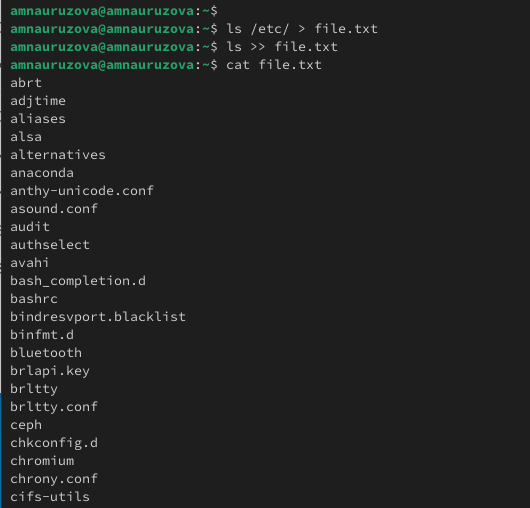 amnauruzova@amnauruzova:~$
amnauruzova@amnauruzova:~$ ls /etc/ > file.txt
amnauruzova@amnauruzova:~$ ls >> file.txt
amnauruzova@amnauruzova:~$ cat file.txt
abrt
adjtime
aliases
alsa
alternatives
anaconda
anthy-unicode.conf
asound.conf
audit
authselect
avahi
bash_completion.d
bashrc
bindresvport.blacklist
binfmt.d
bluetooth
brlapi.key
brltty
brltty.conf
ceph
chkconfig.d
chromium
chrony.conf
cifs-utils